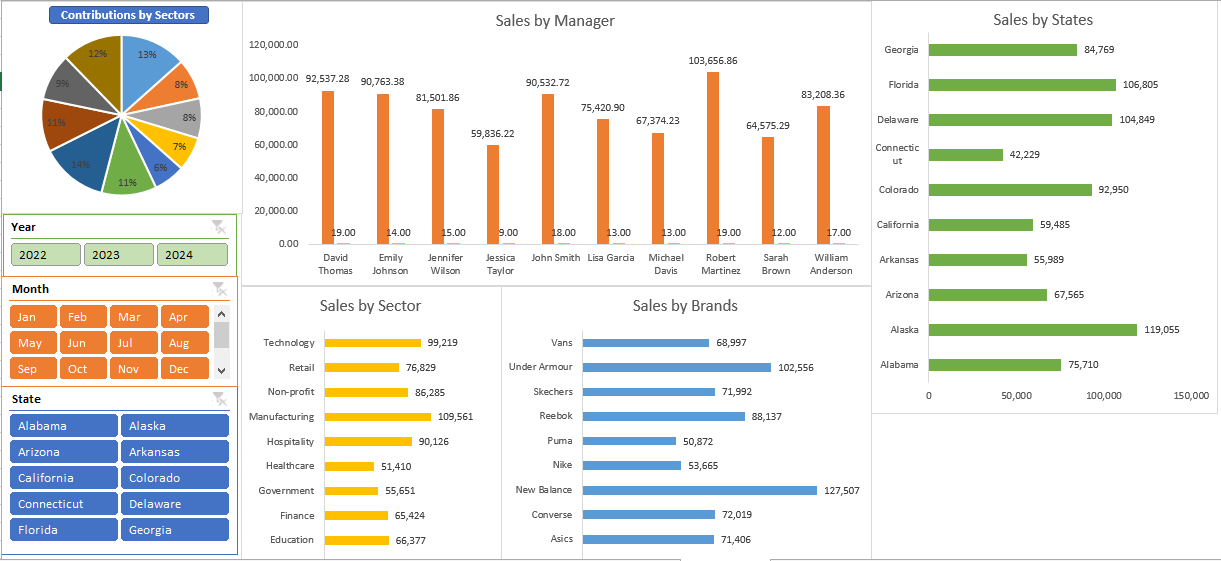 Contributions by Sectors
13%
8%
8%
7%
6%
11%
14%
11%
9%
12%
Year
2022 2023 2024
Month
Jan Feb Mar Apr
May Jun Jul Aug
Sep Oct Nov Dec
State
Alabama Alaska
Arizona Arkansas
California Colorado
Connecticut Delaware
Florida Georgia
Sales by Manager
120,000.00
100,000.00
80,000.00
60,000.00
40,000.00
20,000.00
0.00
92,537.28 90,763.38 81,501.86 59,836.22 90,532.72 75,420.90 67,374.23 103,656.86 64,575.29 83,208.36
19.00 14.00 15.00 9.00 18.00 13.00 13.00 19.00 12.00 17.00
David Emily Jennifer Jessica John Smith Lisa Garcia Michael Robert Sarah William
Thomas Johnson Wilson Taylor Davis Martinez Brown Anderson
Sales by Sector
Technology 99,219
Retail 76,829
Non-profit 86,285
Manufacturing 109,561
Hospitality 90,126
Healthcare 51,410
Government 55,651
Finance 65,424
Education 66,377
Sales by Brands
Vans 68,997
Under Armour 102,556
Skechers 71,992
Reebok 88,137
Puma 50,872
Nike 53,665
New Balance 127,507
Converse 72,019
Asics 71,406
Sales by States
Georgia 84,769
Florida 106,805
Delaware 104,849
Connectic
ut 42,229
Colorado 92,950
California 59,485
Arkansas 55,989
Arizona 67,565
Alaska 119,055
Alabama 75,710
0 50,000 100,000 150,000